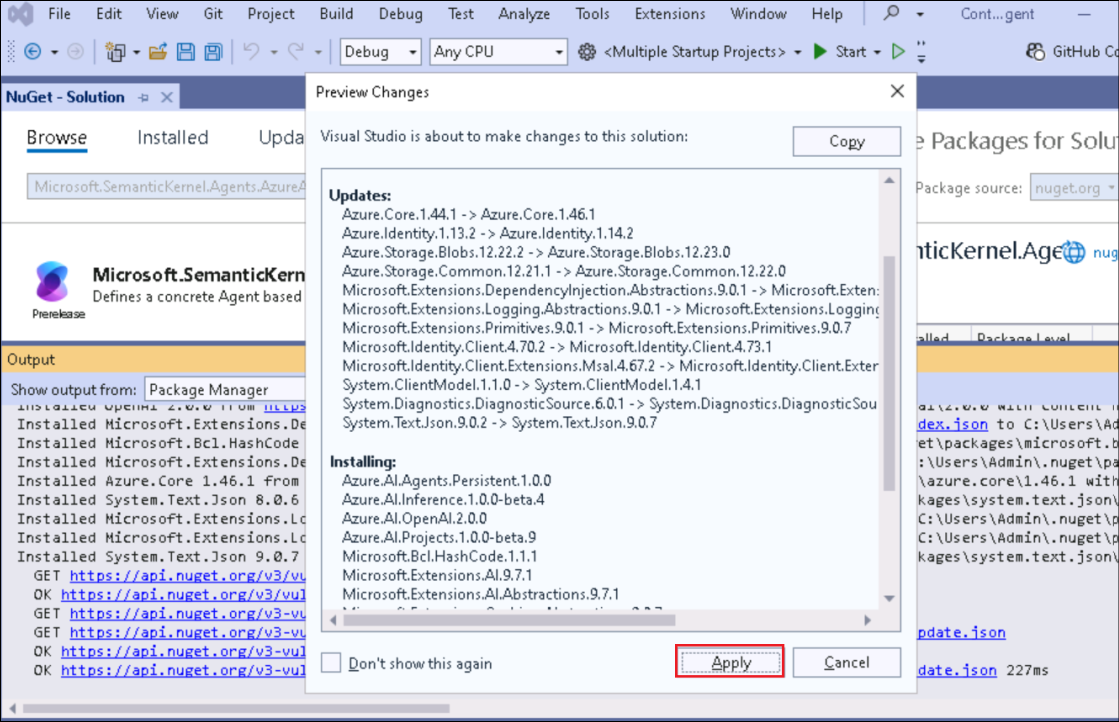 File Edit View Git Project Build Debug Test Analyze Tools Extensions Window Help Cont...gent
Debug Any CPU <Multiple Startup Projects> Start GitHub Co
NuGet - Solution
Browse Installed Upda
e Packages for Solu
Microsoft.SemanticKernel.Agents.AzureA
Package source: nuget.org
Microsoft.SemanticKern
Defines a concrete Agent based
Prerelease
nticKernel.Age nug
alled Package Level
Preview Changes
Visual Studio is about to make changes to this solution:
Copy
Updates:
Azure.Core.1.44.1 -> Azure.Core.1.46.1
Azure.Identity.1.13.2 -> Azure.Identity.1.14.2
Azure.Storage.Blobs.12.22.2 -> Azure.Storage.Blobs.12.23.0
Azure.Storage.Common.12.21.1 -> Azure.Storage.Common.12.22.0
Microsoft.Extensions.DependencyInjection.Abstractions.9.0.1 -> Microsoft.Exten
Microsoft.Extensions.Logging.Abstractions.9.0.1 -> Microsoft.Extensions.Logging
Microsoft.Extensions.Primitives.9.0.1 -> Microsoft.Extensions.Primitives.9.0.7
Microsoft.Identity.Client.4.70.2 -> Microsoft.Identity.Client.4.73.1
Microsoft.Identity.Client.Extensions.Msal.4.67.2 -> Microsoft.Identity.Client.Exter
System.ClientModel.1.1.0 -> System.ClientModel.1.4.1
System.Diagnostics.DiagnosticSource.6.0.1 -> System.Diagnostics.DiagnosticSou
System.Text.Json.9.0.2 -> System.Text.Json.9.0.7
Installing:
Azure.AI.Agents.Persistent.1.0.0
Azure.AI.Inference.1.0.0-beta.4
Azure.AI.OpenAI.2.0.0
Azure.AI.Projects.1.0.0-beta.9
Microsoft.Bcl.HashCode.1.1.1
Microsoft.Extensions.AI.9.7.1
Microsoft.Extensions.AI.Abstractions.9.7.1
Don't show this again
Apply Cancel
Output
Show output from: Package Manager
Installed OpenAI 2.0.0 from https al\2.0.0 with content h
Installed Microsoft.Extensions.De dex.json to C:\Users\Ad
Installed Microsoft.Bcl.HashCode et\packages\microsoft.b
Installed Microsoft.Extensions.De :\Users\Admin\.nuget\pa
Installed Azure.Core 1.46.1 from \azure.core\1.46.1 with
Installed System.Text.Json 8.0.6 kages\system.text.json\
Installed Microsoft.Extensions.Lo C:\Users\Admin\.nuget\p
Installed Microsoft.Extensions.Lo C:\Users\Admin\.nuget\p
Installed System.Text.Json 9.0.7 kages\system.text.json\
GET https://api.nuget.org/v3/vu
OK https://api.nuget.org/v3/vul
GET https://api.nuget.org/v3-vu
GET https://api.nuget.org/v3-vu pdate.json
OK https://api.nuget.org/v3-vul
OK https://api.nuget.org/v3-vul date.json 227ms